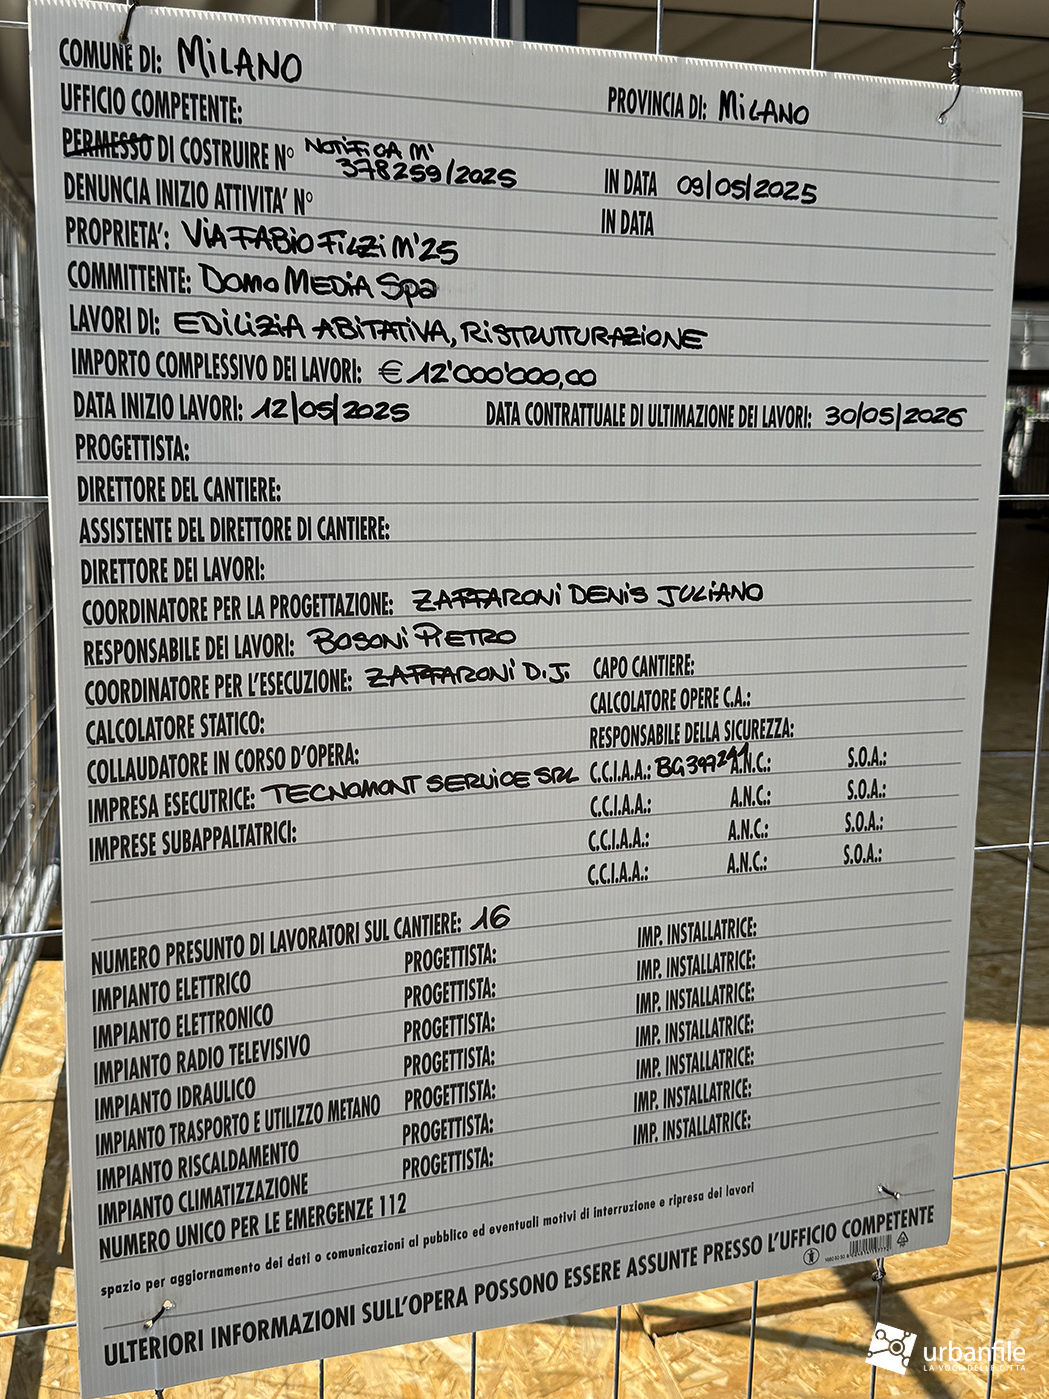 COMUNE DI: MILANO
PROVINCIA DI: MILANO
UFFICIO COMPETENTE:
PERMESSO DI COSTRUIRE N° NOTIFICA N° 378259/2025 IN DATA 09/05/2025
DENUNCIA INIZIO ATTIVITA' N° IN DATA
PROPRIETA': VIA FABIO FILZI N°25
COMMITTENTE: DOMO MEDIA Spa
LAVORI DI: EDILIZIA ABITATIVA, RISTRUTTURAZIONE
IMPORTO COMPLESSIVO DEI LAVORI: € 12'000'000,00
DATA INIZIO LAVORI: 12/05/2025 DATA CONTRATTUALE DI ULTIMAZIONE DEI LAVORI: 30/05/2026
PROGETTISTA:
DIRETTORE DEL CANTIERE:
ASSISTENTE DEL DIRETTORE DI CANTIERE:
DIRETTORE DEI LAVORI:
COORDINATORE PER LA PROGETTAZIONE: ZAFFARONI DENIS JULIANO
RESPONSABILE DEI LAVORI: BOSONI PIETRO
COORDINATORE PER L'ESECUZIONE: ZAFFARONI D.J. CAPO CANTIERE:
CALCOLATORE STATICO: CALCOLATORE OPERE C.A.:
COLLAUDATORE IN CORSO D'OPERA: RESPONSABILE DELLA SICUREZZA:
IMPRESA ESECUTRICE: TECNOMONT SERVICE SRL C.C.I.A.A.: BG397211 A.N.C.: S.O.A.:
IMPRESE SUBAPPALTATRICI: C.C.I.A.A.: A.N.C.: S.O.A.:
C.C.I.A.A.: A.N.C.: S.O.A.:
C.C.I.A.A.: A.N.C.: S.O.A.:
NUMERO PRESUNTO DI LAVORATORI SUL CANTIERE: 16
IMPIANTO ELETTRICO PROGETTISTA: IMP. INSTALLATRICE:
IMPIANTO ELETTRONICO PROGETTISTA: IMP. INSTALLATRICE:
IMPIANTO RADIO TELEVISIVO PROGETTISTA: IMP. INSTALLATRICE:
IMPIANTO IDRAULICO PROGETTISTA: IMP. INSTALLATRICE:
IMPIANTO TRASPORTO E UTILIZZO METANO PROGETTISTA: IMP. INSTALLATRICE:
IMPIANTO RISCALDAMENTO PROGETTISTA: IMP. INSTALLATRICE:
IMPIANTO CLIMATIZZAZIONE PROGETTISTA: IMP. INSTALLATRICE:
NUMERO UNICO PER LE EMERGENZE 112
spazio per aggiornamento dei dati o comunicazioni al pubblico ed eventuali motivi di interruzione e ripresa dei lavori
ULTERIORI INFORMAZIONI SULL'OPERA POSSONO ESSERE ASSUNTE PRESSO L'UFFICIO COMPETENTE
urbanfile
LA VOCE DELLE CITTÀ